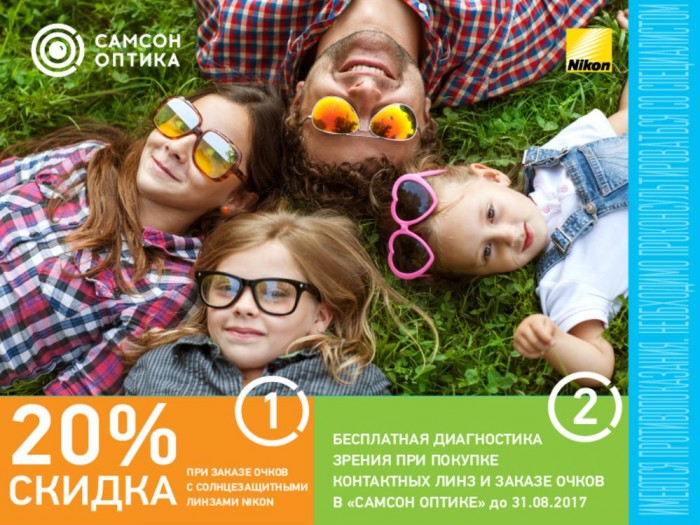 САМСОН
ОПТИКА
Nikon
1
20%
СКИДКА
ПРИ ЗАКАЗЕ ОЧКОВ
С СОЛНЦЕЗАЩИТНЫМИ
ЛИНЗАМИ NIKON
2
БЕСПЛАТНАЯ ДИАГНОСТИКА
ЗРЕНИЯ ПРИ ПОКУПКЕ
КОНТАКТНЫХ ЛИНЗ И ЗАКАЗЕ ОЧКОВ
В «САМСОН ОПТИКЕ» до 31.08.2017
ИМЕЮТСЯ ПРОТИВОПОКАЗАНИЯ. НЕОБХОДИМО ПРОКОНСУЛЬТИРОВАТЬСЯ СО СПЕЦИАЛИСТОМ